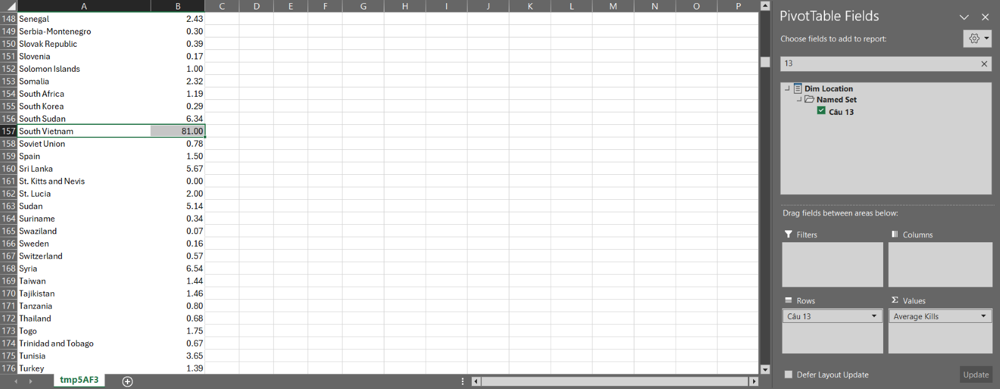 A B C D E F G H I J K L M N O P
148 Senegal 2.43
149 Serbia-Montenegro 0.30
150 Slovak Republic 0.39
151 Slovenia 0.17
152 Solomon Islands 1.00
153 Somalia 2.32
154 South Africa 1.19
155 South Korea 0.29
156 South Sudan 6.34
157 South Vietnam 81.00
158 Soviet Union 0.78
159 Spain 1.50
160 Sri Lanka 5.67
161 St. Kitts and Nevis 0.00
162 St. Lucia 2.00
163 Sudan 5.14
164 Suriname 0.34
165 Swaziland 0.07
166 Sweden 0.16
167 Switzerland 0.57
168 Syria 6.54
169 Taiwan 1.44
170 Tajikistan 1.46
171 Tanzania 0.80
172 Thailand 0.68
173 Togo 1.75
174 Trinidad and Tobago 0.67
175 Tunisia 3.65
176 Turkey 1.39
tmp5AF3
PivotTable Fields
Choose fields to add to report:
13
Dim Location
Named Set
Câu 13
Drag fields between areas below:
Filters
Columns
Rows
Σ Values
Câu 13
Average Kills
Defer Layout Update
Update